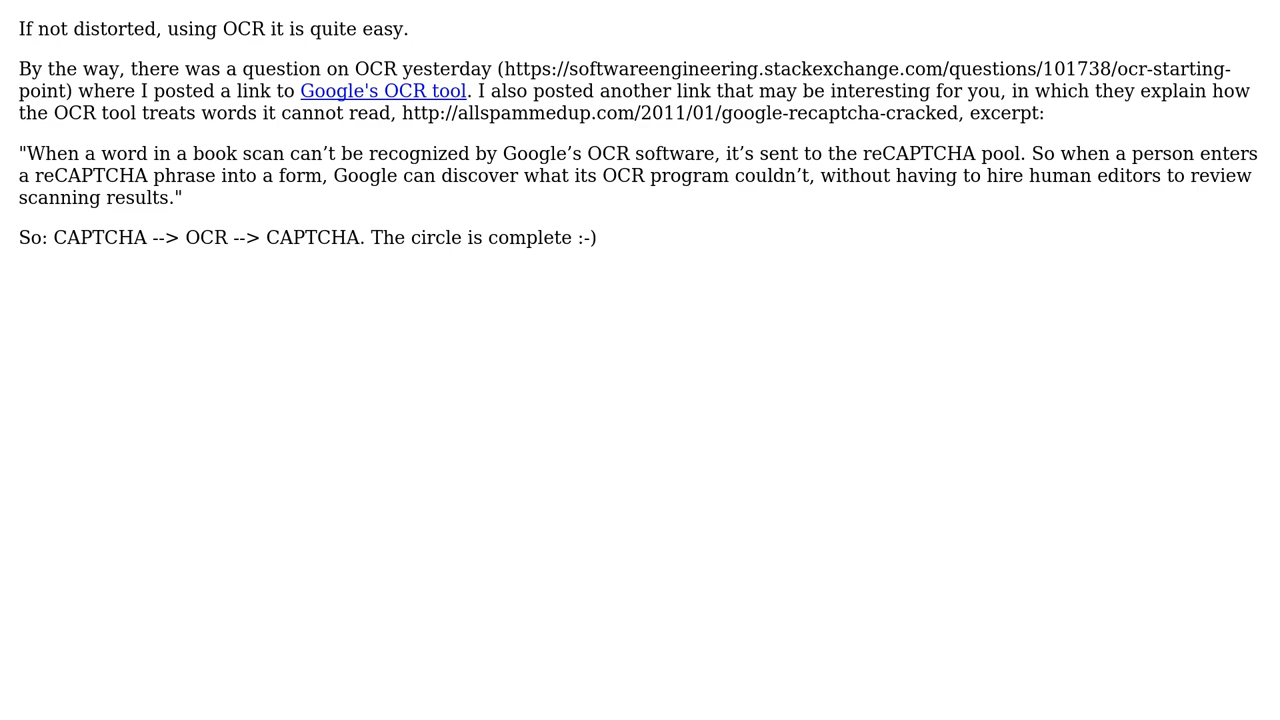 If not distorted, using OCR it is quite easy.
By the way, there was a question on OCR yesterday (https://softwareengineering.stackexchange.com/questions/101738/ocr-starting-
point) where I posted a link to Google's OCR tool. I also posted another link that may be interesting for you, in which they explain how
the OCR tool treats words it cannot read, http://allspammedup.com/2011/01/google-recaptcha-cracked, excerpt:
"When a word in a book scan can’t be recognized by Google’s OCR software, it’s sent to the reCAPTCHA pool. So when a person enters
a reCAPTCHA phrase into a form, Google can discover what its OCR program couldn’t, without having to hire human editors to review
scanning results."
So: CAPTCHA --> OCR --> CAPTCHA. The circle is complete :-)